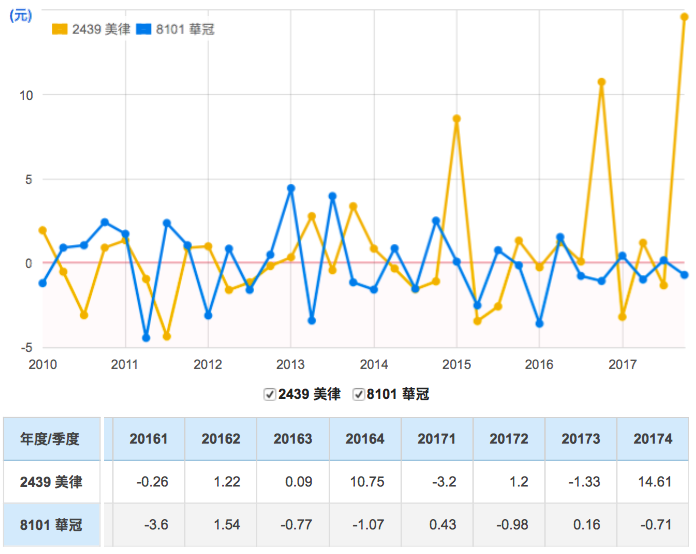 (元)
2439 美律 8101 華冠
10
5
0
-5
2010 2011 2012 2013 2014 2015 2016 2017
2439 美律 8101 華冠
年度/季度 20161 20162 20163 20164 20171 20172 20173 20174
2439 美律 -0.26 1.22 0.09 10.75 -3.2 1.2 -1.33 14.61
8101 華冠 -3.6 1.54 -0.77 -1.07 0.43 -0.98 0.16 -0.71